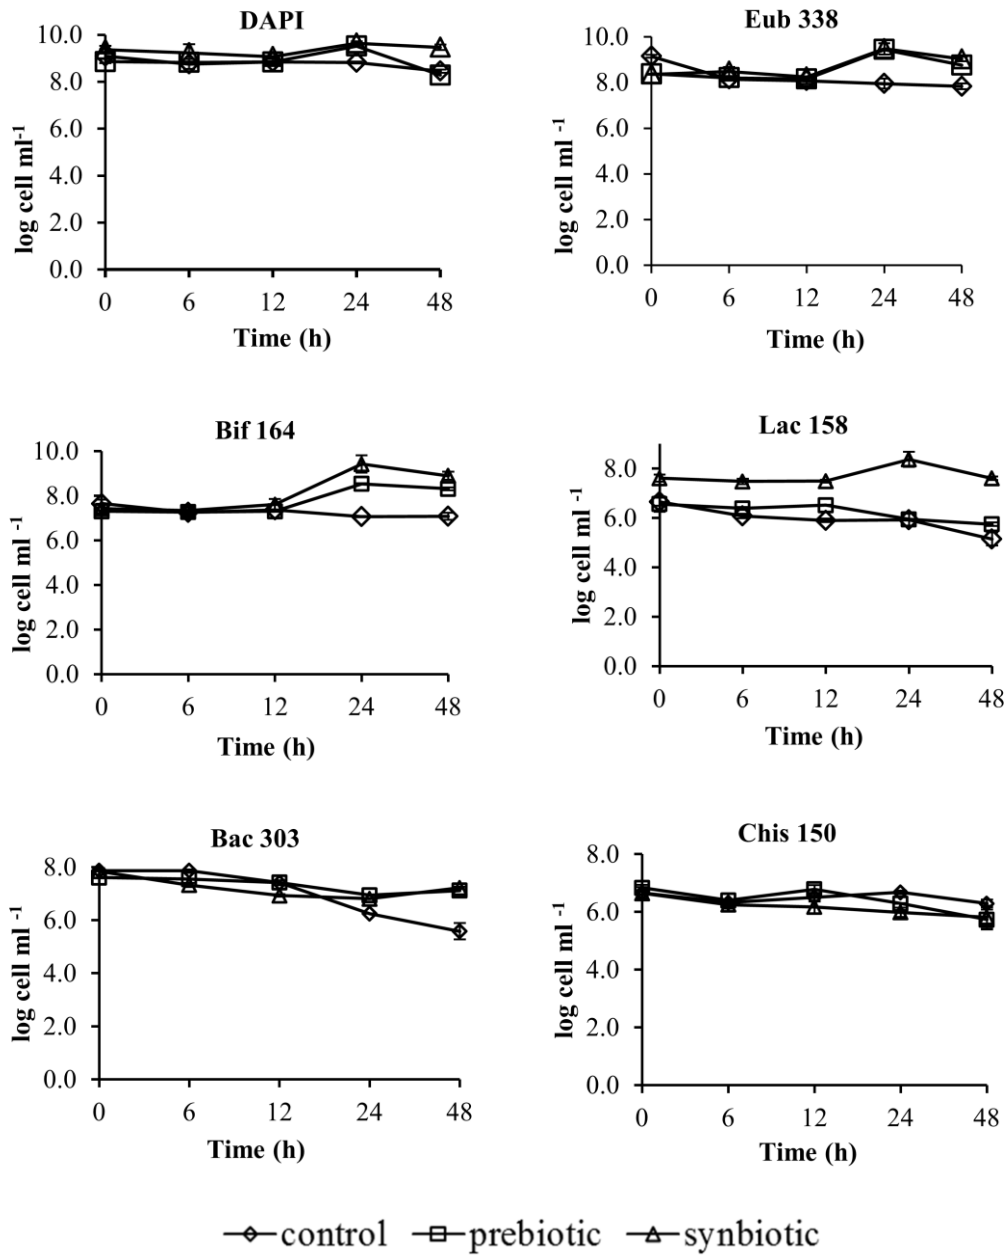 DAPI
10.0
8.0
6.0
4.0
2.0
0.0
log cell ml -1
0 6 12 24 48
Time (h)
Eub 338
10.0
8.0
6.0
4.0
2.0
0.0
log cell ml -1
0 6 12 24 48
Time (h)
Bif 164
10.0
8.0
6.0
4.0
2.0
0.0
log cell ml -1
0 6 12 24 48
Time (h)
Lac 158
8.0
6.0
4.0
2.0
0.0
log cell ml -1
0 6 12 24 48
Time (h)
Bac 303
8.0
6.0
4.0
2.0
0.0
log cell ml -1
0 6 12 24 48
Time (h)
Chis 150
8.0
6.0
4.0
2.0
0.0
log cell ml -1
0 6 12 24 48
Time (h)
control prebiotic synbiotic